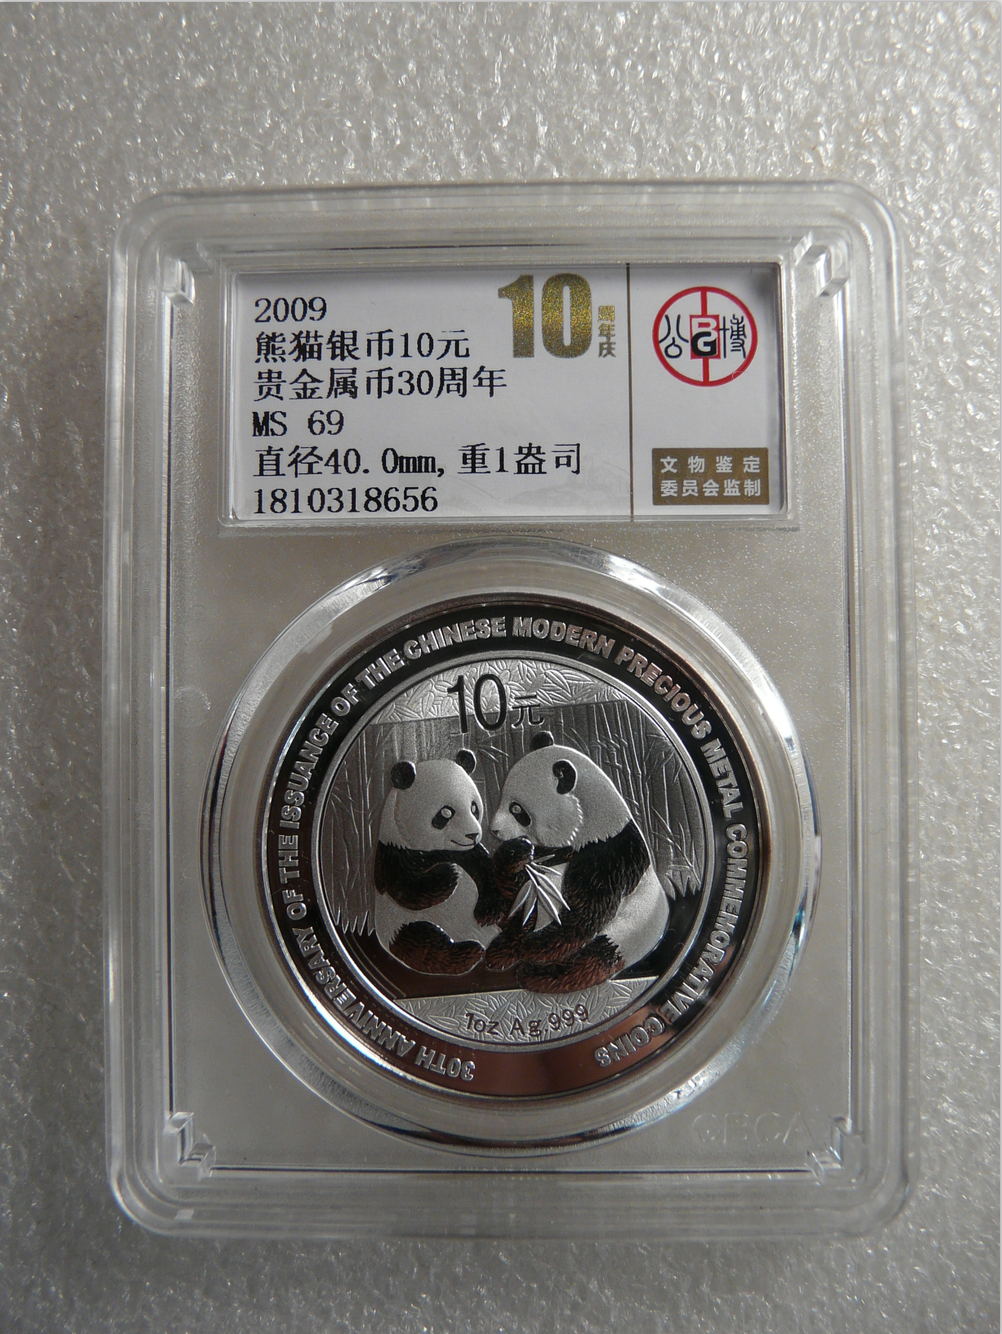 2009
熊猫银币10元
贵金属币30周年
MS 69
直径40.0mm,重1盎司
1810318656
10
周年庆
公 BG 博
文物鉴定
委员会监制
30TH ANNIVERSARY OF THE ISSUANCE OF THE CHINESE MODERN PRECIOUS METAL COMMEMORATIVE COINS
10元
1oz Ag.999